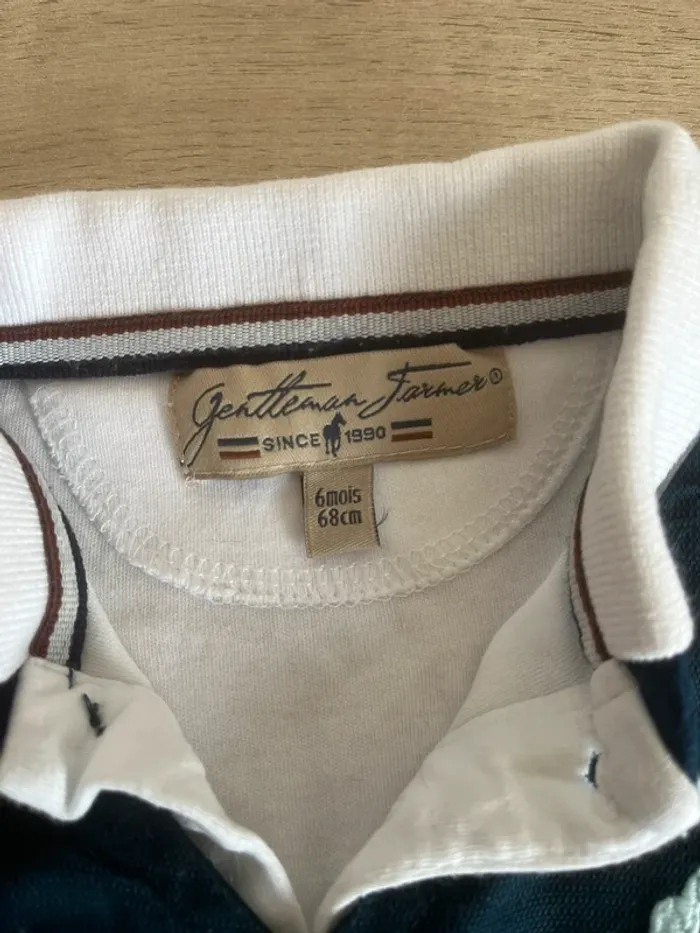 Gentleman Farmer®
SINCE 1990
6mois
68cm